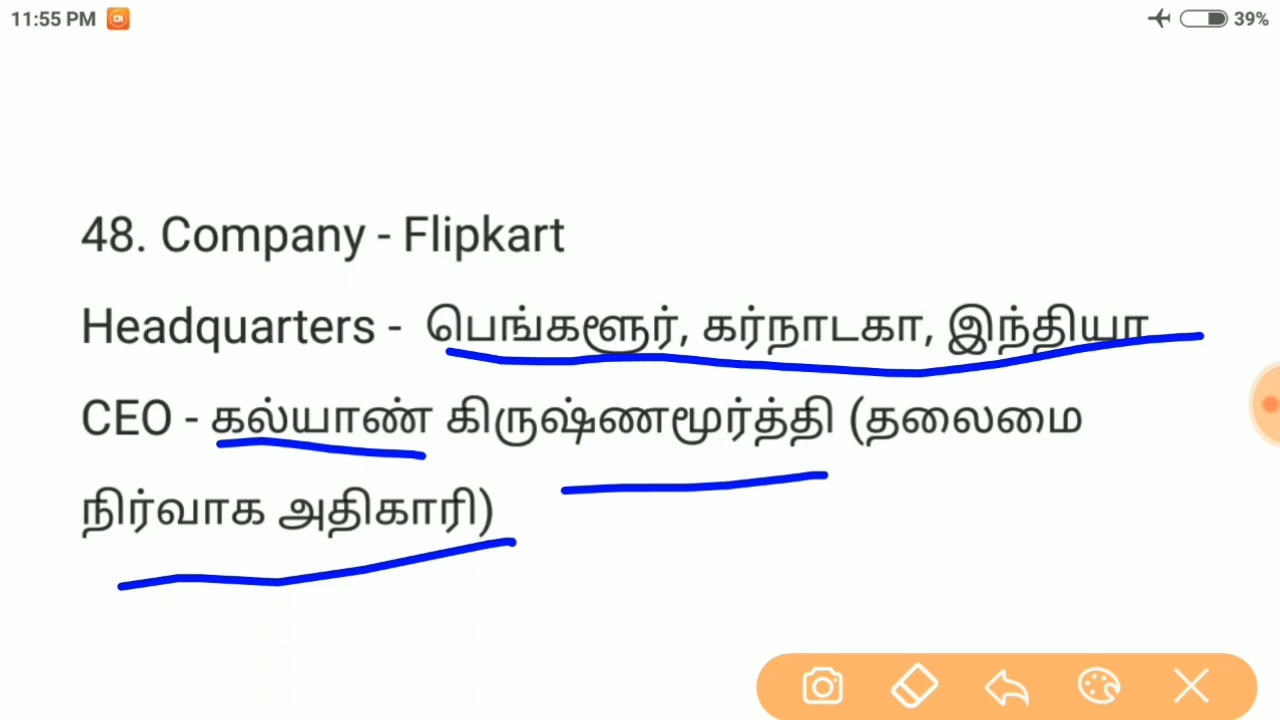 11:55 PM 39%
48. Company - Flipkart
Headquarters - பெங்களூர், கர்நாடகா, இந்தியா
CEO - கல்யாண் கிருஷ்ணமூர்த்தி (தலைமை
நிர்வாக அதிகாரி)